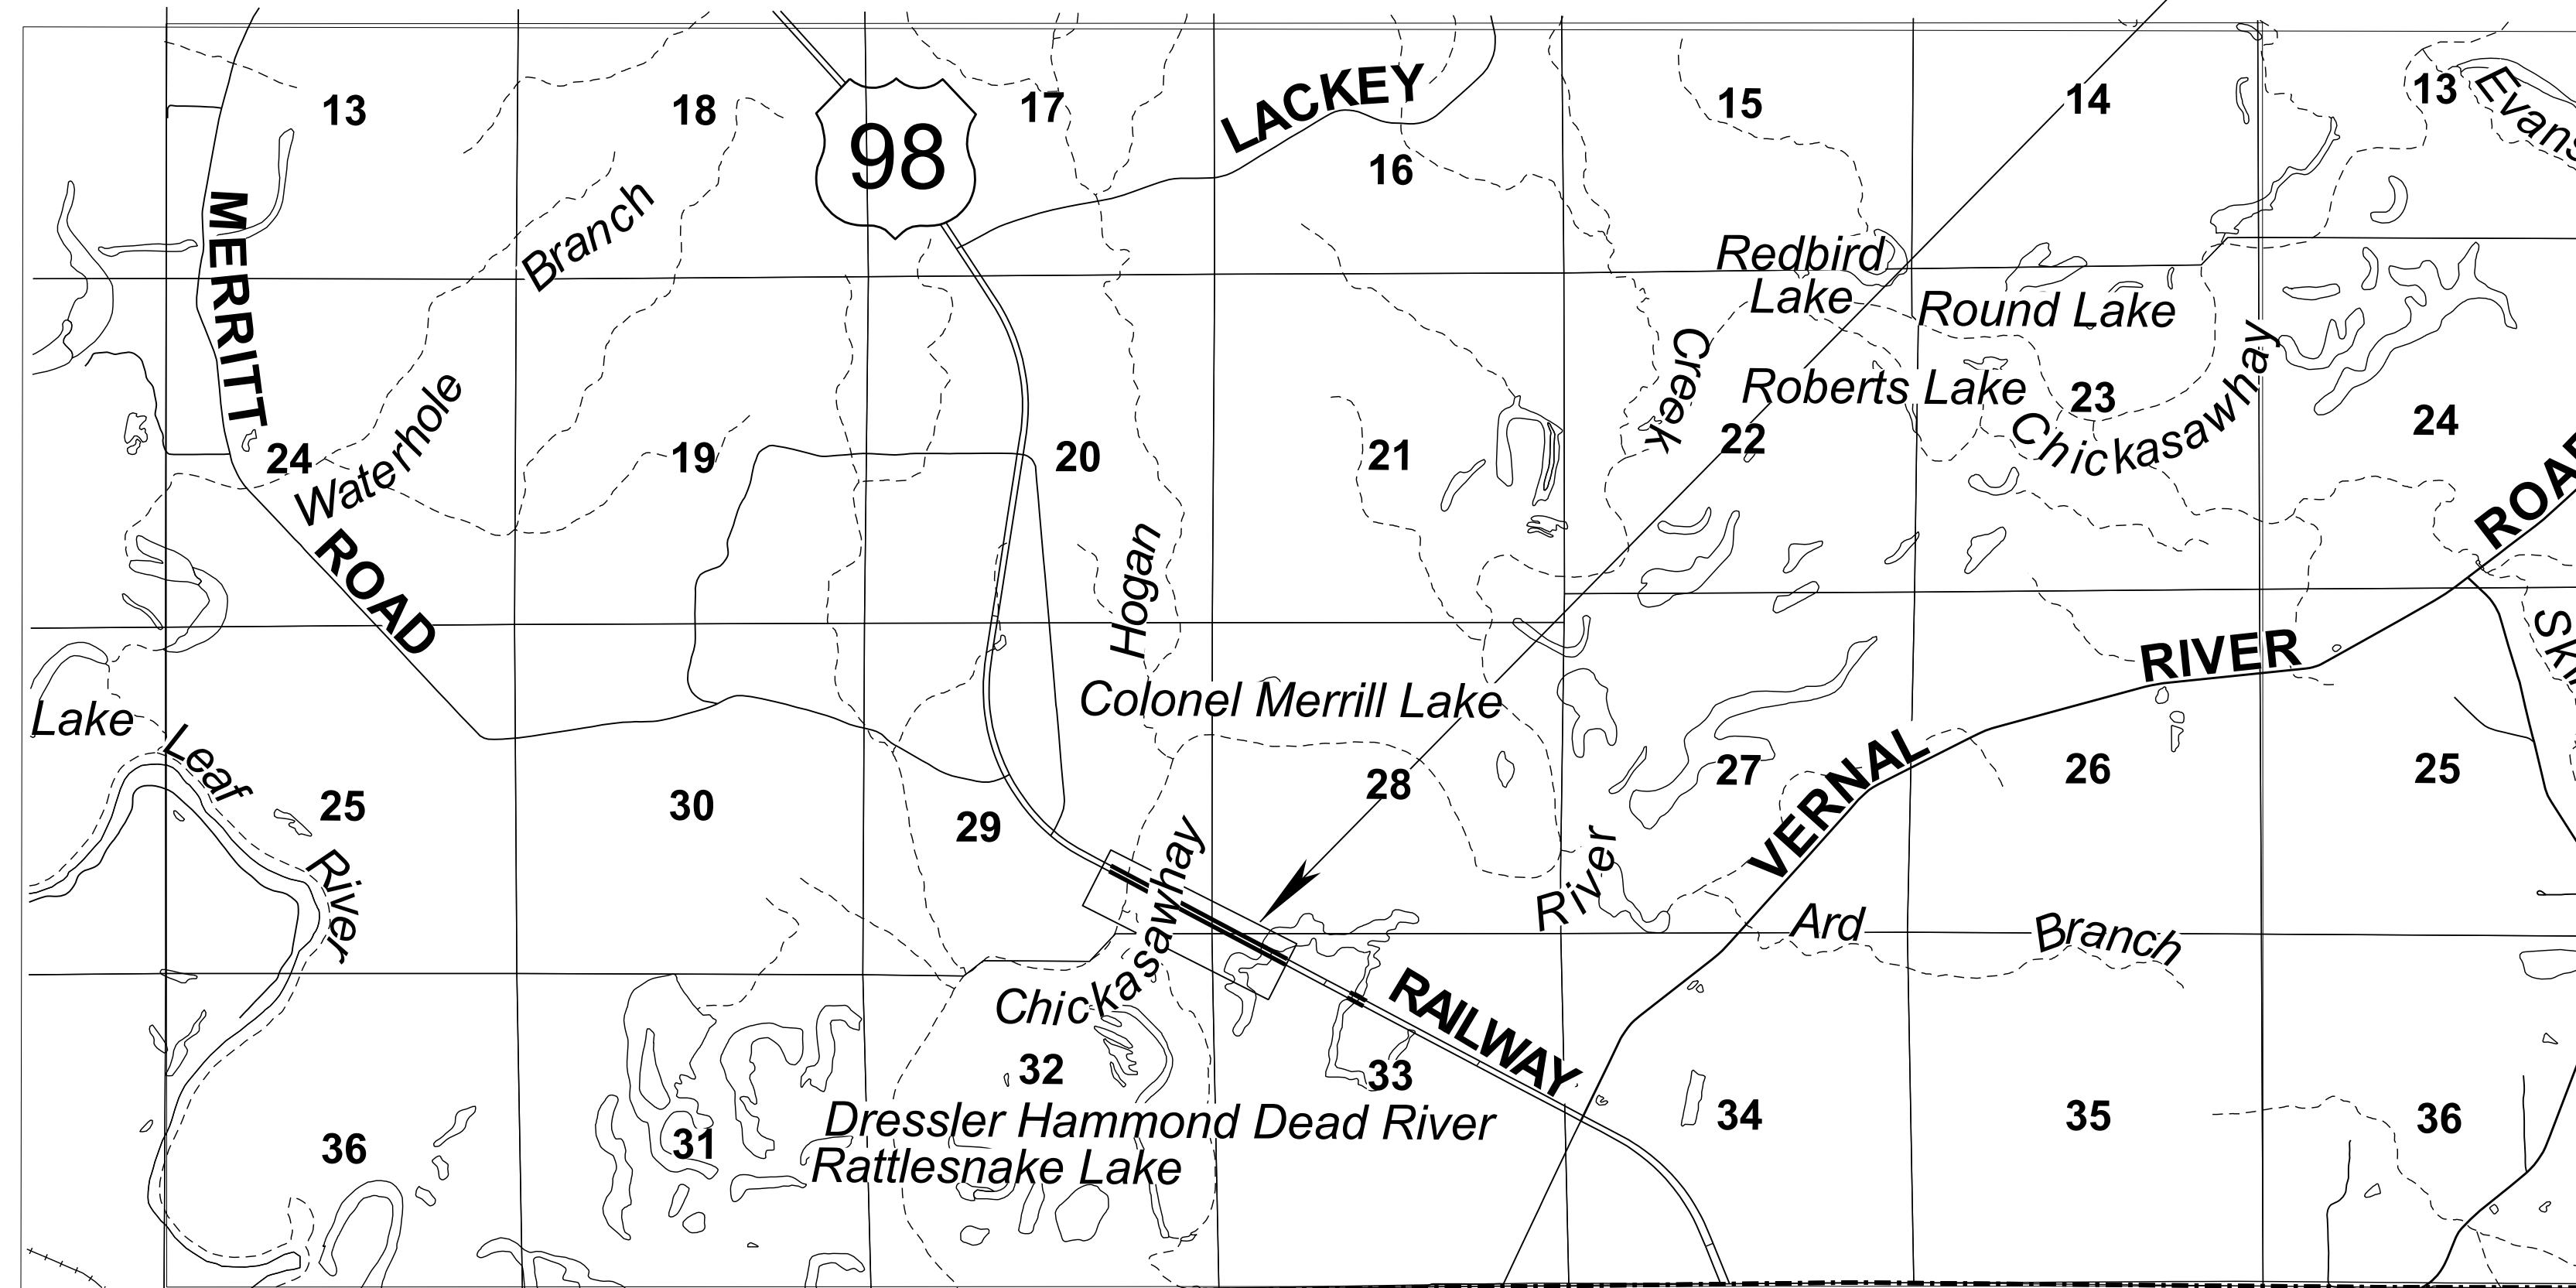 13
18
98
17
LACKEY
16
15
14
13
Evans
MERRITT
Branch
Redbird
Lake
Round Lake
Creek
Roberts Lake
23
Chickasawhay
24
24
Waterhole
19
20
21
22
ROAD
ROAD
Hogan
RIVER
Colonel Merrill Lake
Lake
Leaf
River
25
30
29
28
27
VERNAL
26
25
Chickasawhay
River
Ard
Branch
RAILWAY
32
33
34
35
36
36
31
Dressler Hammond Dead River
Rattlesnake Lake